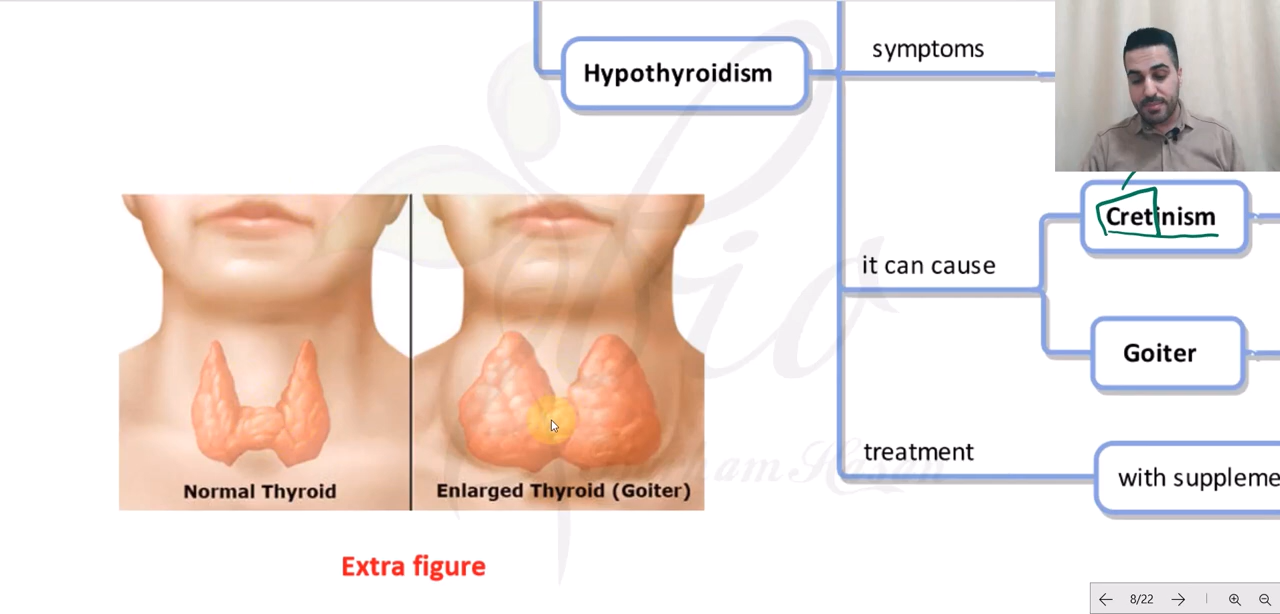 symptoms
Hypothyroidism
Cretinism
it can cause
Goiter
treatment
with suppleme
Normal Thyroid
Enlarged Thyroid (Goiter)
Extra figure
8/22